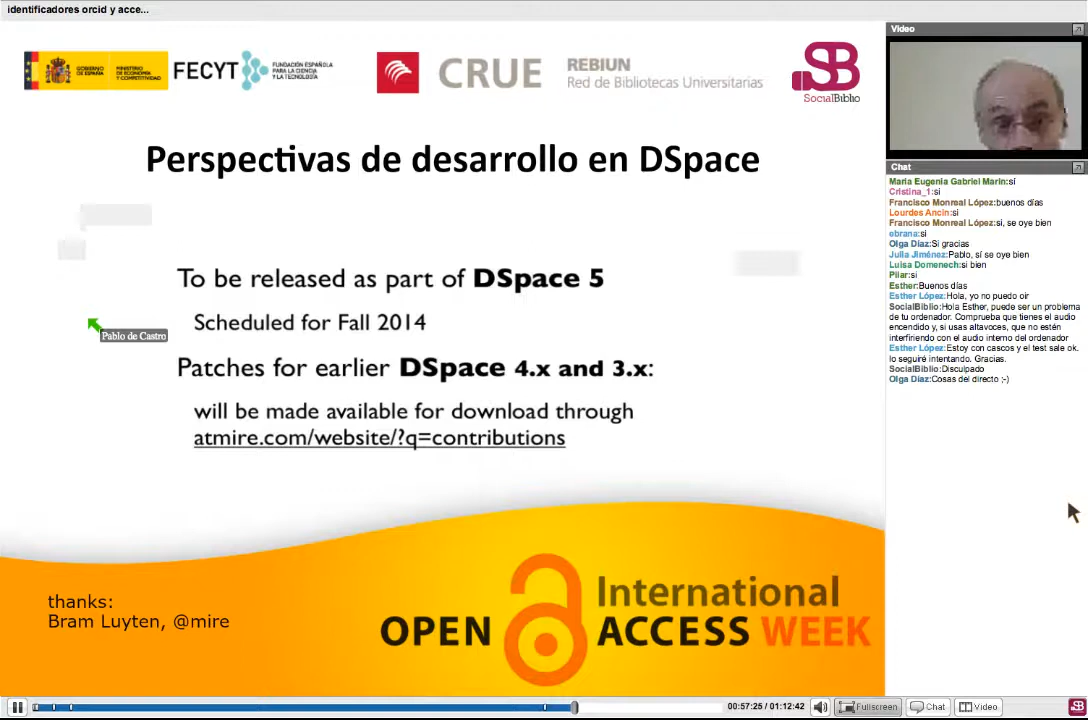 identificadores orcid y acce...
GOBIERNO
DE ESPAÑA
MINISTERIO
DE ECONOMÍA
Y COMPETITIVIDAD
FECYT
FUNDACIÓN ESPAÑOLA
PARA LA CIENCIA
Y LA TECNOLOGÍA
CRUE
REBIUN
Red de Bibliotecas Universitarias
SB
SocialBiblio
Perspectivas de desarrollo en DSpace
To be released as part of DSpace 5
Scheduled for Fall 2014
Pablo de Castro
Patches for earlier DSpace 4.x and 3.x:
will be made available for download through
atmire.com/website/?q=contributions
thanks:
Bram Luyten, @mire
International
OPEN ACCESS WEEK
Video
Chat
Maria Eugenia Gabriel Marin:sí
Cristina_1:si
Francisco Monreal López:buenos días
Lourdes Ancin:si
Francisco Monreal López:si, se oye bien
ebrana:si
Olga Díaz:Si gracias
Julia Jiménez:Pablo, sí se oye bien
Luisa Domenech:si bien
Pilar:si
Esther:Buenos días
Esther López:Hola, yo no puedo oir
SocialBiblio:Hola Esther, puede ser un problema
de tu ordenador. Comprueba que tienes el audio
encendido y, si usas altavoces, que no estén
interfiriendo con el audio interno del ordenador
Esther López:Estoy con cascos y el test sale ok.
lo seguiré intentando. Gracias.
SocialBiblio:Disculpado
Olga Díaz:Cosas del directo ;-)
00:57:25 / 01:12:42
Fullscreen
Chat
Video
SB